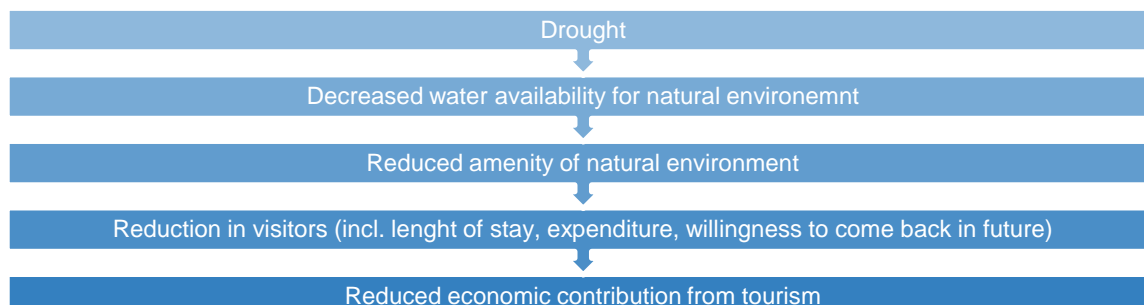 Drought
Decreased water availability for natural environemnt
Reduced amenity of natural environment
Reduction in visitors (incl. lenght of stay, expenditure, willingness to come back in future)
Reduced economic contribution from tourism